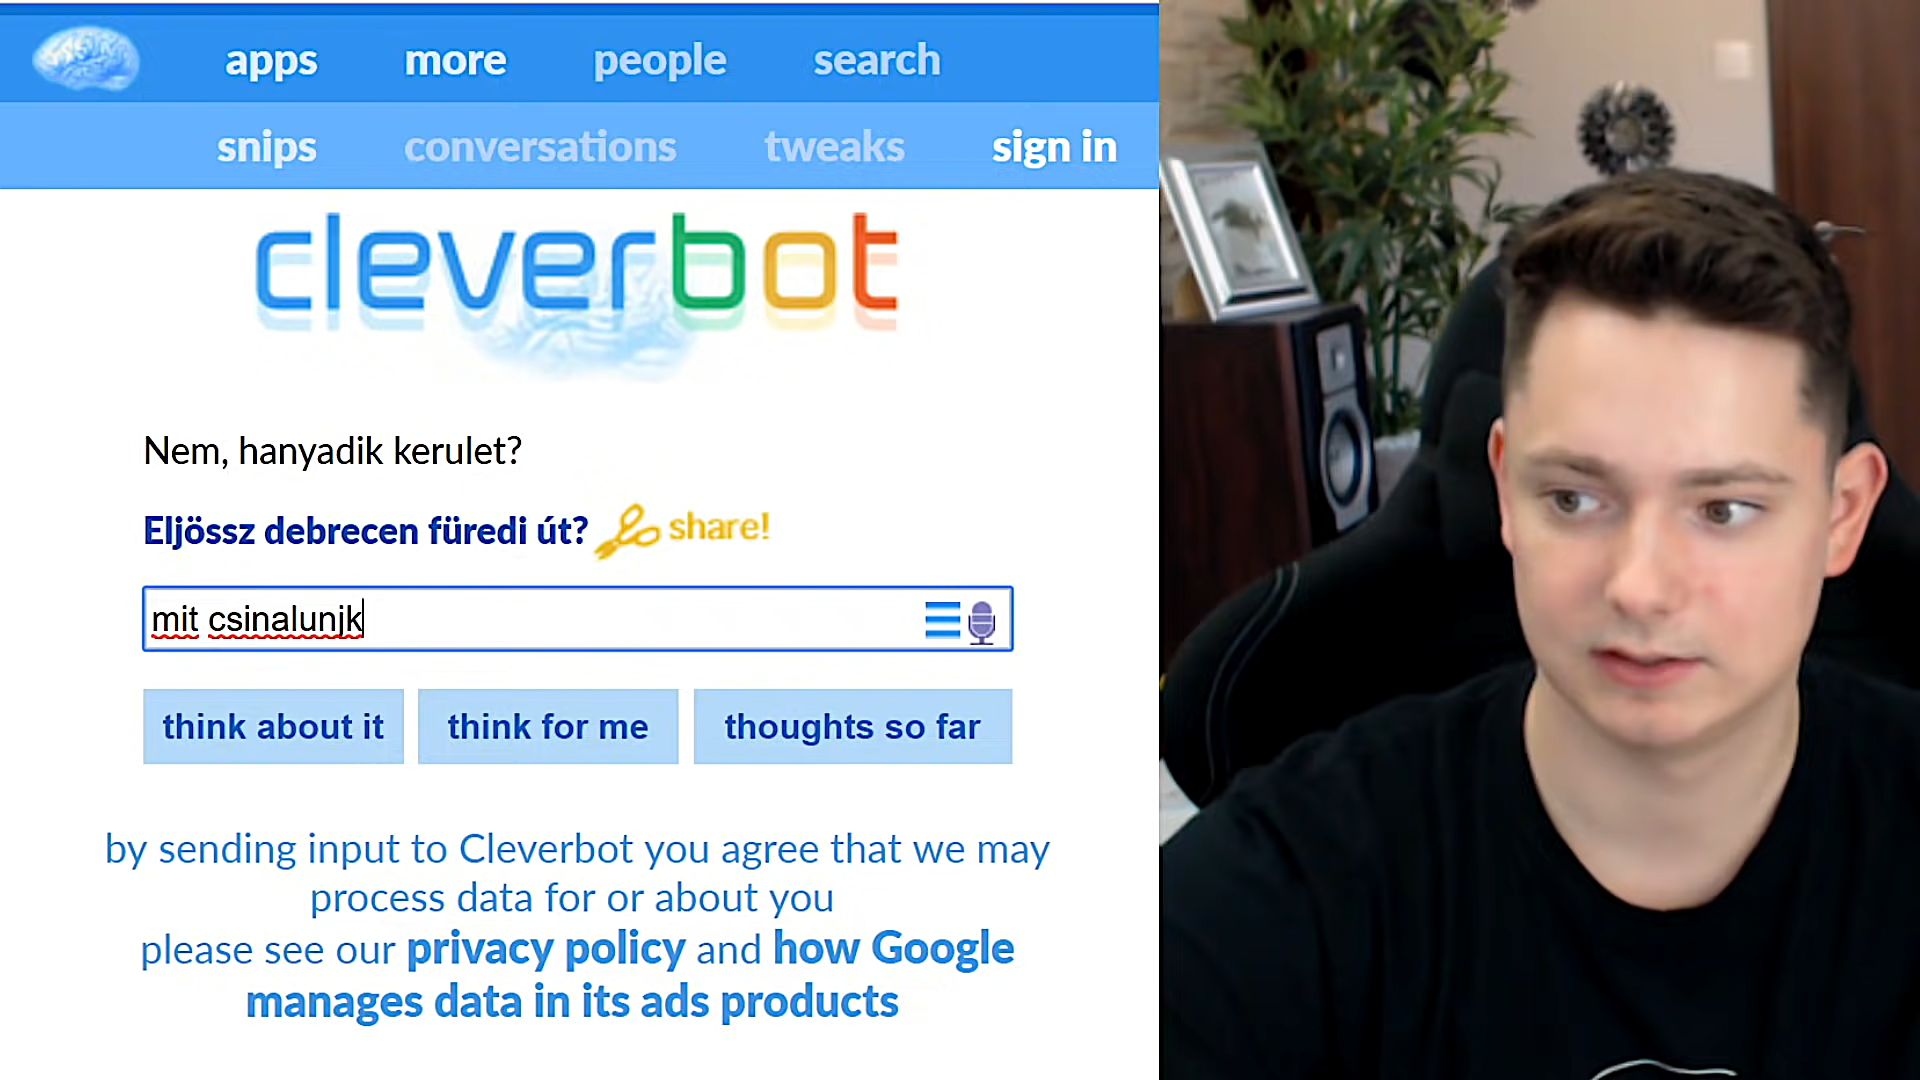 apps more people search
snips conversations tweaks sign in
cleverbot
Nem, hanyadik kerulet?
Eljössz debrecen füredi út? share!
mit csinalunjk
think about it think for me thoughts so far
by sending input to Cleverbot you agree that we may
process data for or about you
please see our privacy policy and how Google
manages data in its ads products